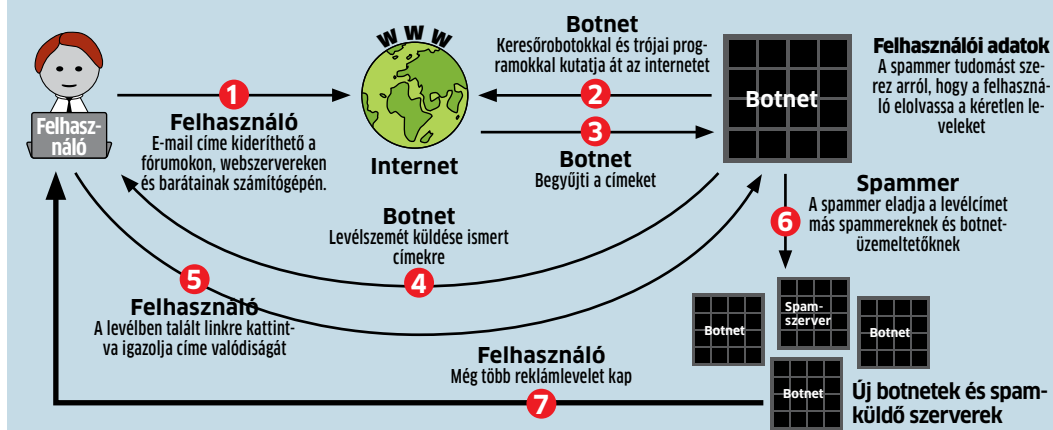 WWW
Felhasz-
náló
1
Felhasználó
E-mail címe kideríthető a
fórumokon, webszervereken
és barátainak számítógépén.
Internet
Botnet
Keresőrobotokkal és trójai prog-
ramokkal kutatja át az internetet
2
3
Botnet
Begyűjti a címeket
Botnet
Felhasználói adatok
A spammer tudomást sze-
rez arról, hogy a felhaszná-
ló elolvassa a kéretlen le-
veleket
Botnet
Levélszemét küldése ismert
címekre
4
5
Felhasználó
A levélben talált linkre kattint-
va igazolja címe valódiságát
6
Spammer
A spammer eladja a levélcímet
más spammereknek és botnet-
üzemeltetőknek
Botnet
Spam-
szerver
Botnet
Botnet
Új botnetek és spam-
küldő szerverek
Felhasználó
Még több reklámlevelet kap
7